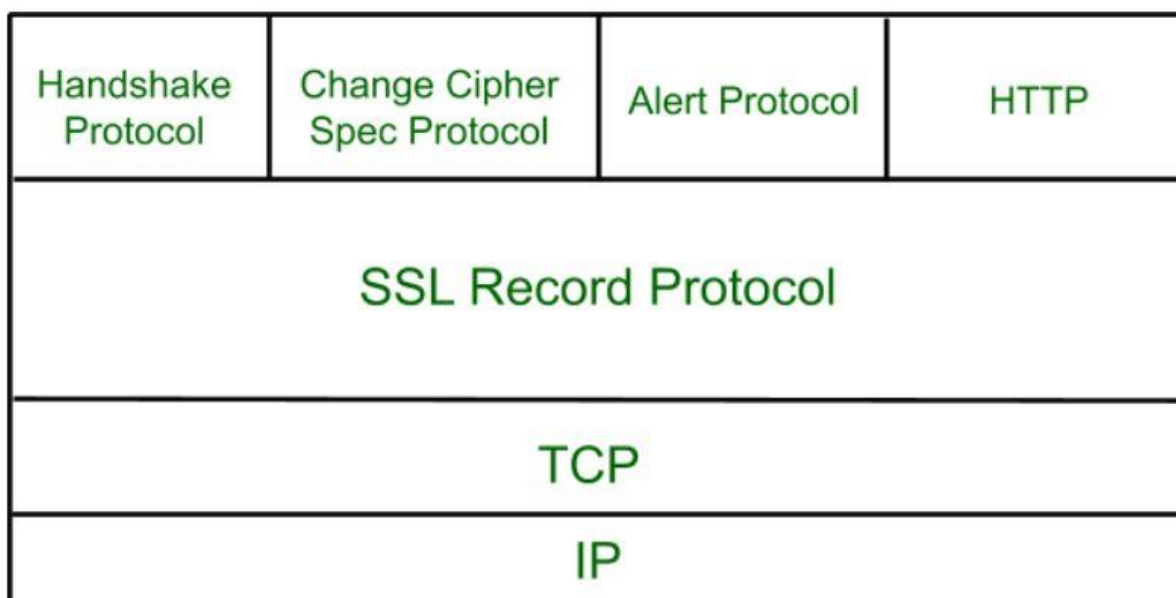 Handshake
Protocol
Change Cipher
Spec Protocol
Alert Protocol
HTTP
SSL Record Protocol
TCP
IP